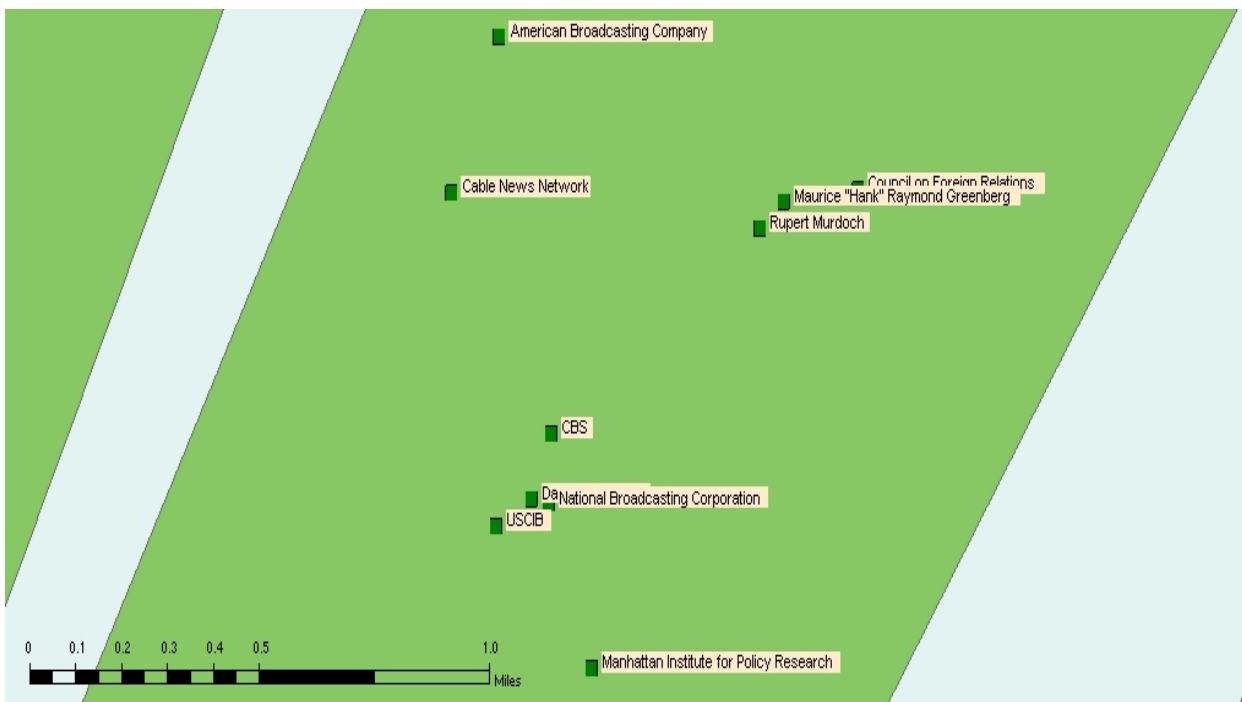 American Broadcasting Company
Cable News Network
Council on Foreign Relations
Maurice "Hank" Raymond Greenberg
Rupert Murdoch
CBS
National Broadcasting Corporation
USCIB
0 0.1 0.2 0.3 0.4 0.5 1.0
Miles
Manhattan Institute for Policy Research